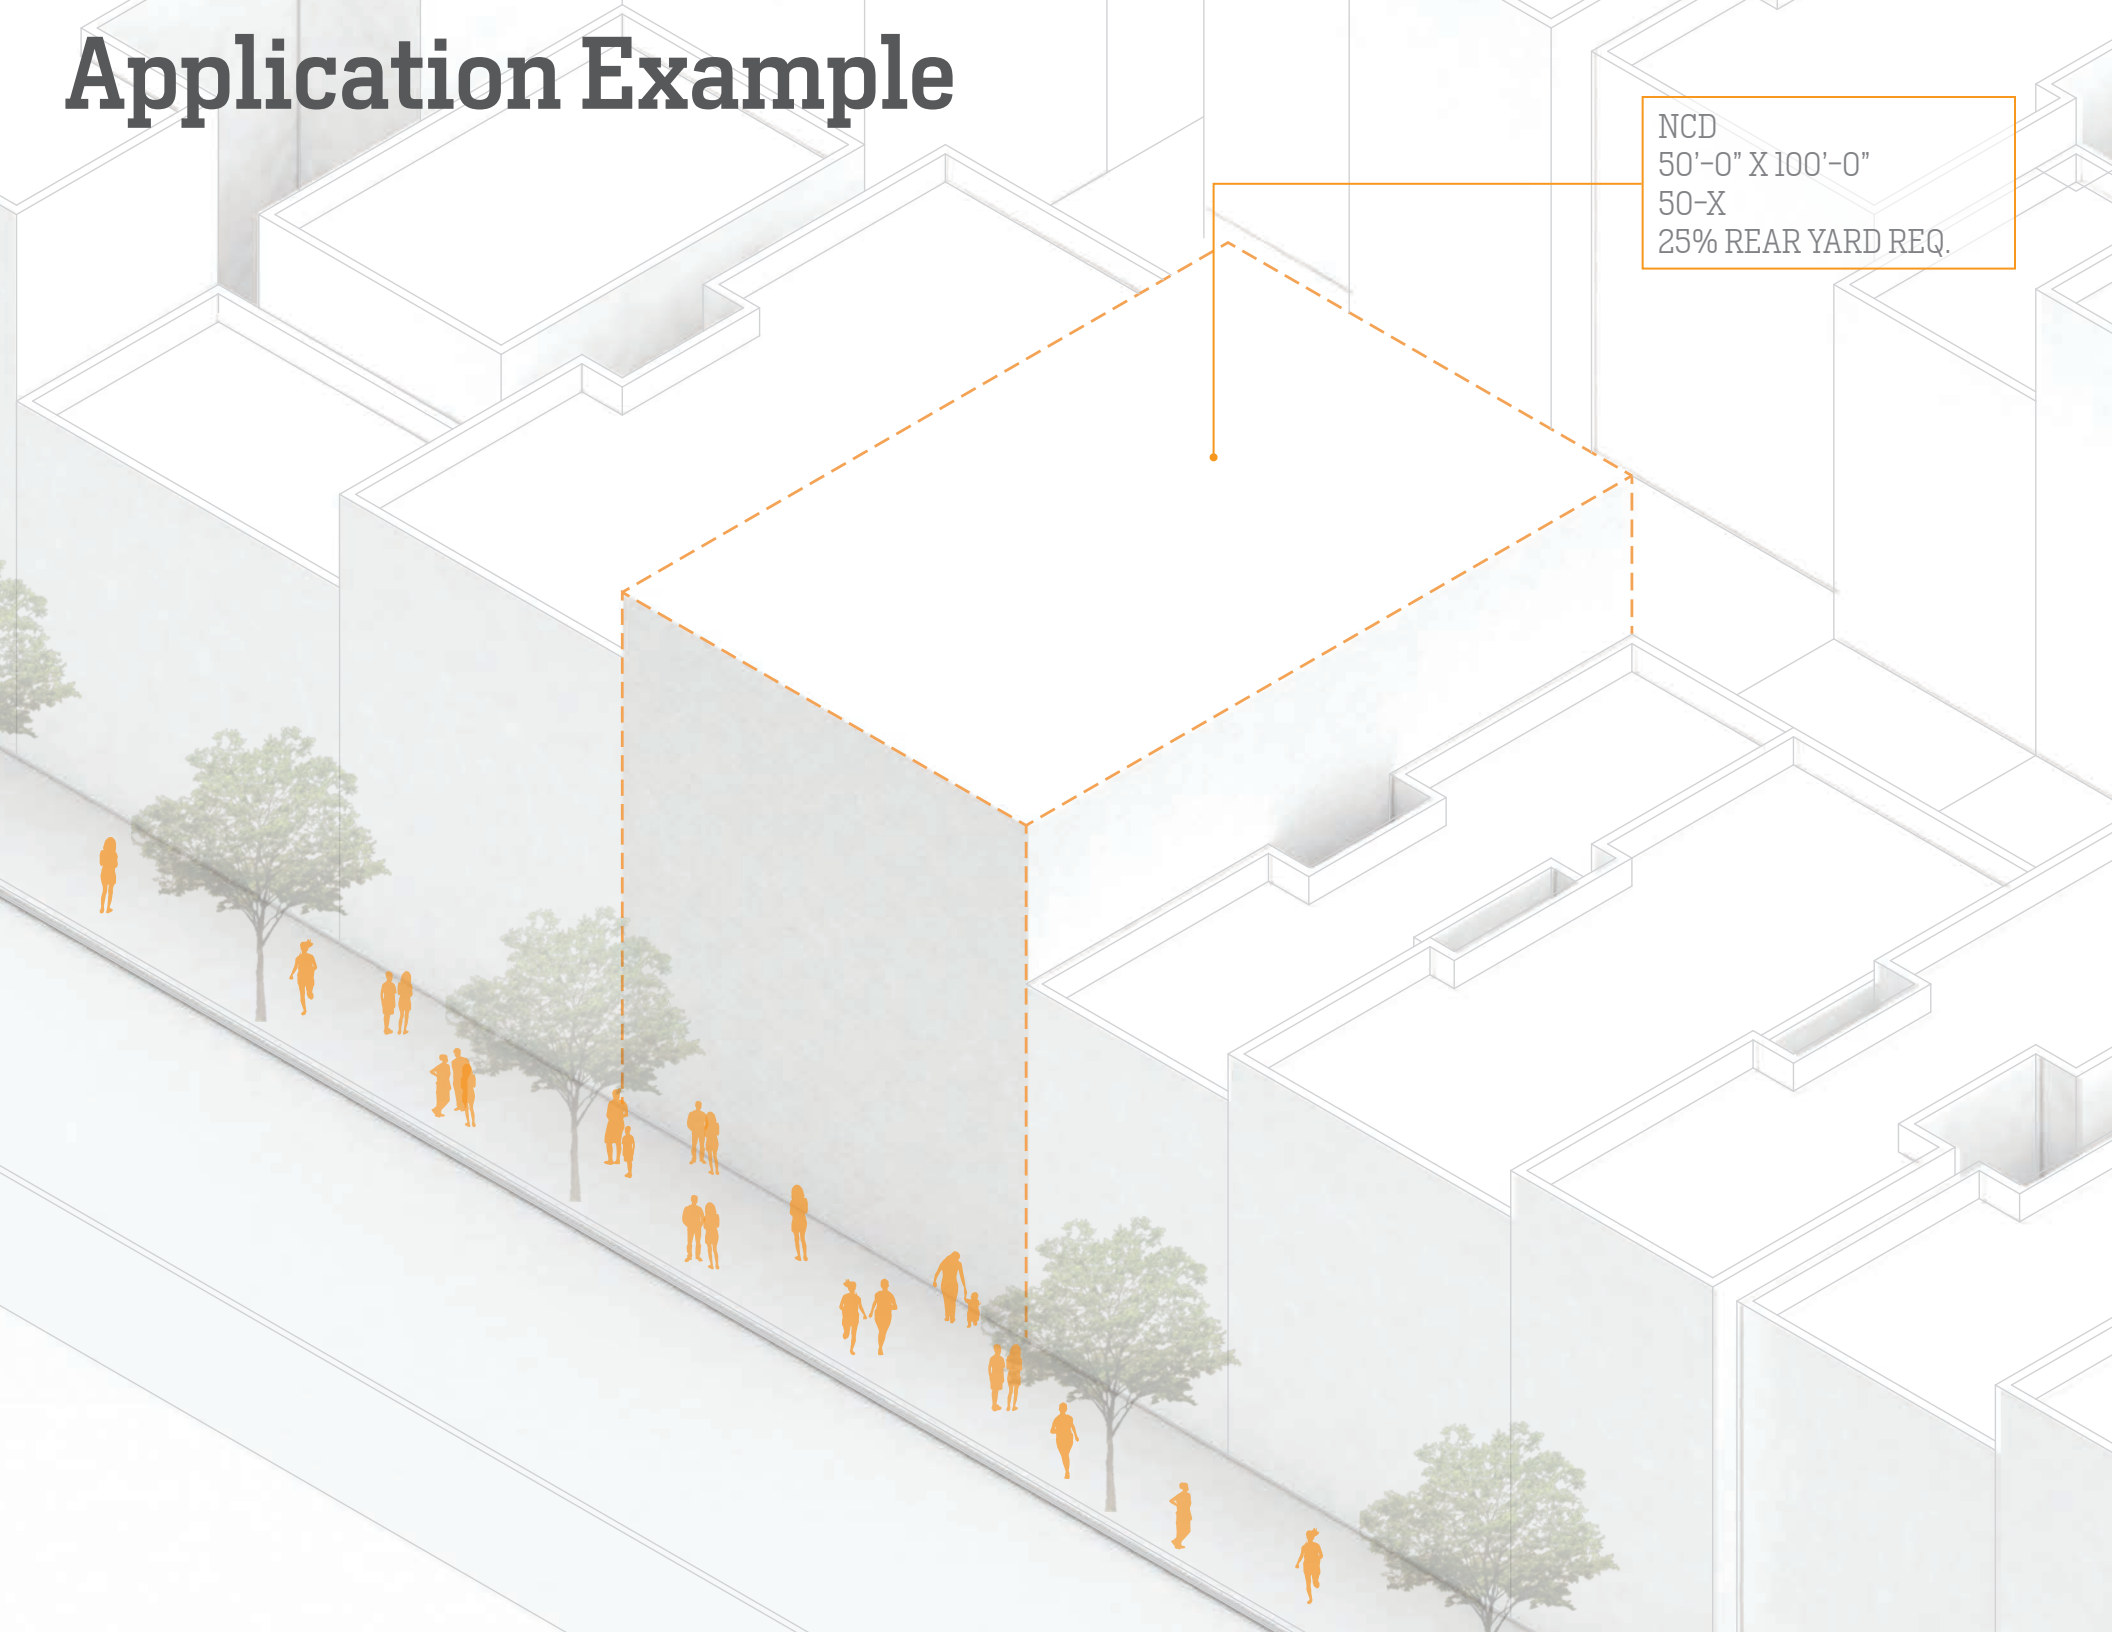 Application Example
NCD
50’-0” X 100’-0”
50-X
25% REAR YARD REQ.